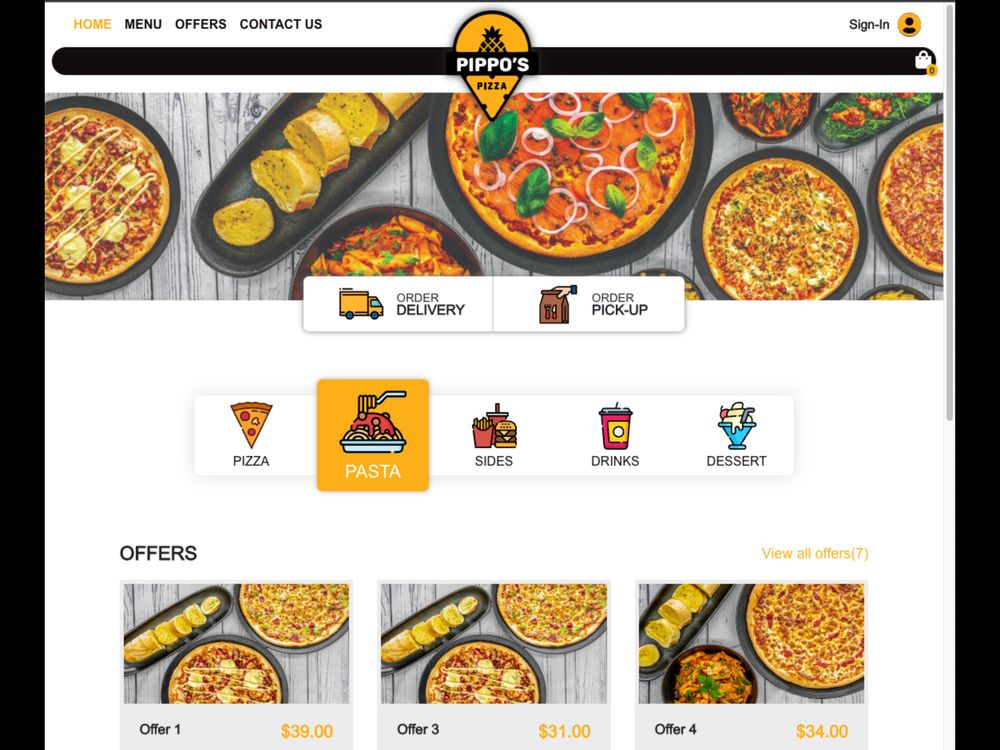 HOME MENU OFFERS CONTACT US
Sign-In
PIPPO'S
PIZZA
0
ORDER
DELIVERY
ORDER
PICK-UP
PIZZA
PASTA
SIDES
DRINKS
DESSERT
OFFERS
View all offers(7)
Offer 1
$39.00
Offer 3
$31.00
Offer 4
$34.00